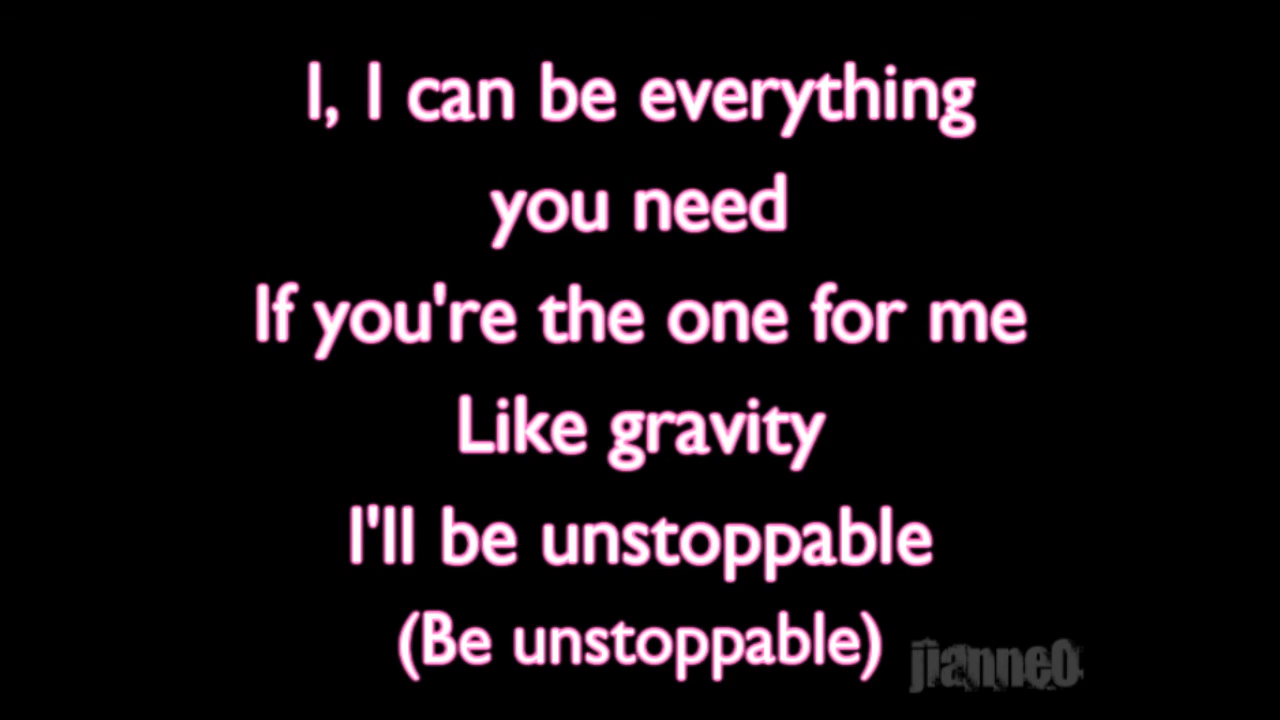 I, I can be everything
you need
If you're the one for me
Like gravity
I'll be unstoppable
(Be unstoppable)
jianne0